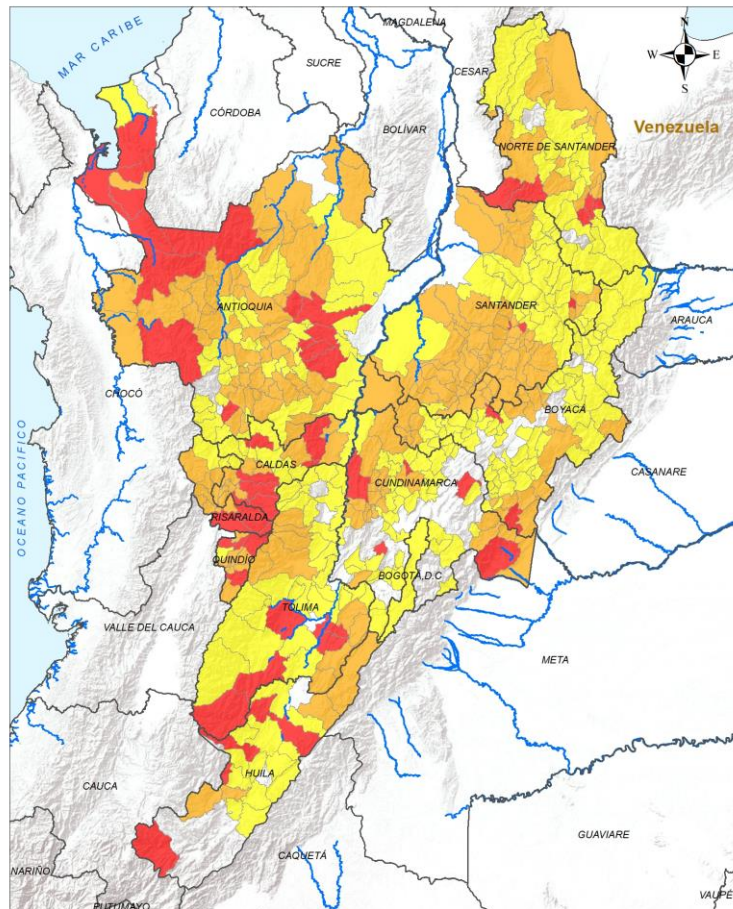 MAGDALENA
N
W E
S
MAR CARIBE
SUCRE
CESAR
CÓRDOBA
BOLÍVAR
Venezuela
NORTE DE SANTANDER
ANTIOQUIA
SANTANDER
ARAUCA
CHOCÓ
BOYACÁ
OCEANO PACIFICO
CALDAS
CUNDINAMARCA
CASANARE
RISARALDA
QUINDÍO
BOGOTÁ, D.C
TOLIMA
VALLE DEL CAUCA
META
HUILA
CAUCA
GUAVIARE
CAQUETÁ
NARIÑO
PUTUMAYO
VAUPÉ